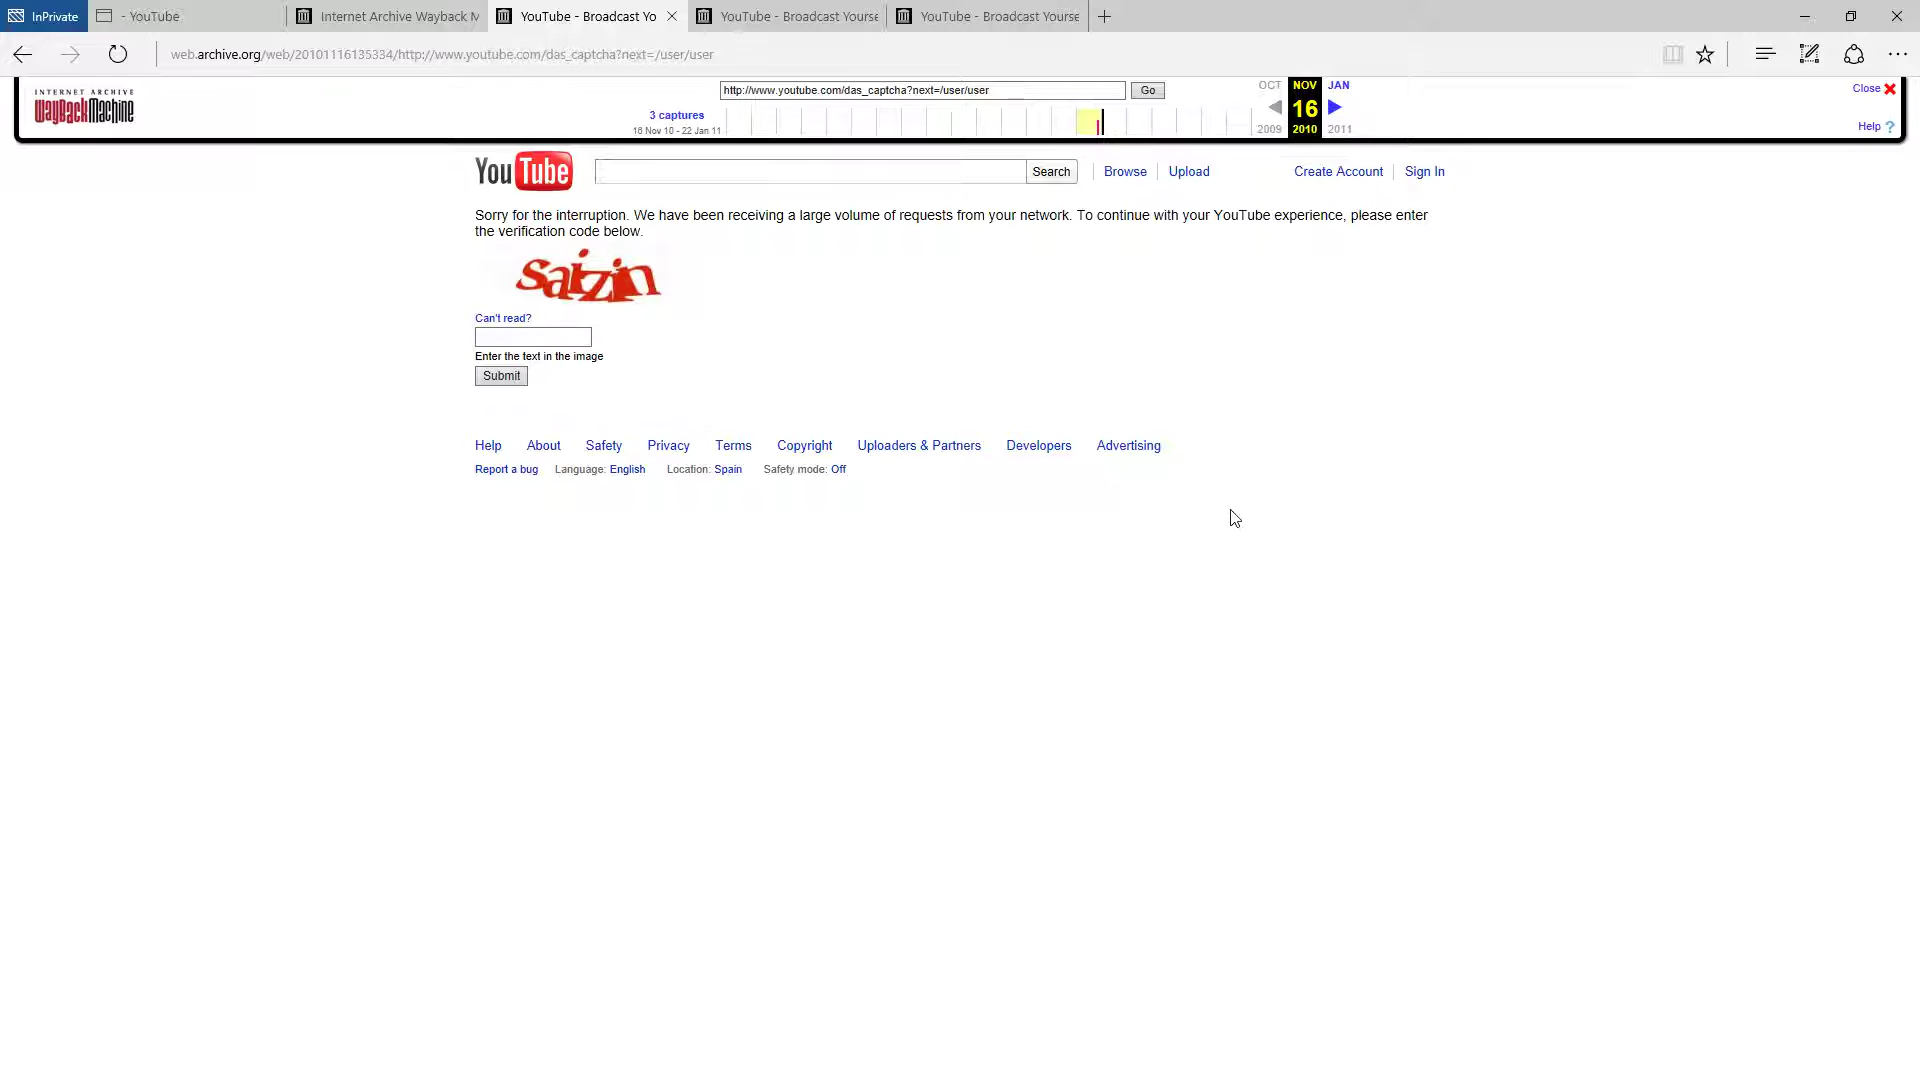 InPrivate - YouTube Internet Archive Wayback M YouTube - Broadcast Yo YouTube - Broadcast Yourse YouTube - Broadcast Yourse
web.archive.org/web/20101116135334/http://www.youtube.com/das_captcha?next=/user/user
INTERNET ARCHIVE
WayBackMachine
http://www.youtube.com/das_captcha?next=/user/user Go
3 captures
16 Nov 10 - 22 Jan 11
OCT NOV JAN
16
2009 2010 2011
Close
Help ?
YouTube Search Browse Upload Create Account Sign In
Sorry for the interruption. We have been receiving a large volume of requests from your network. To continue with your YouTube experience, please enter
the verification code below.
saizin
Can't read?
Enter the text in the image
Submit
Help About Safety Privacy Terms Copyright Uploaders & Partners Developers Advertising
Report a bug Language: English Location: Spain Safety mode: Off